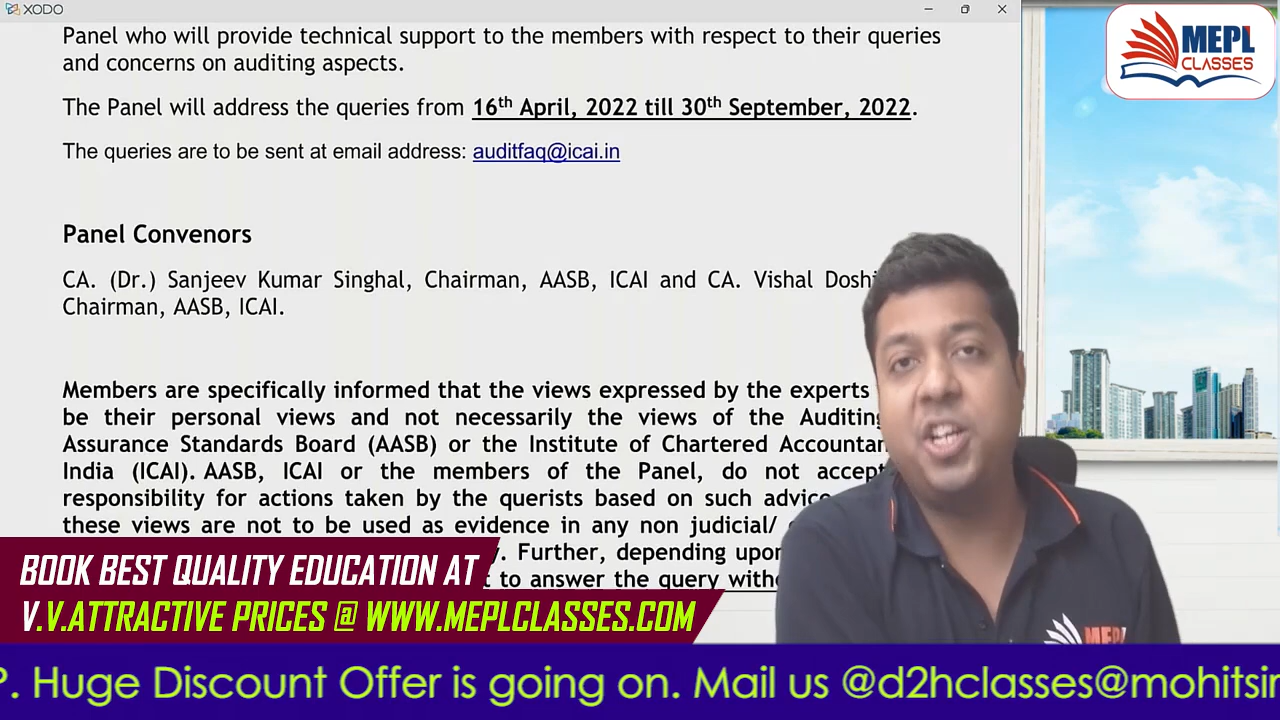 XODO
Panel who will provide technical support to the members with respect to their queries
and concerns on auditing aspects.
The Panel will address the queries from 16th April, 2022 till 30th September, 2022.
The queries are to be sent at email address: auditfaq@icai.in
Panel Convenors
CA. (Dr.) Sanjeev Kumar Singhal, Chairman, AASB, ICAI and CA. Vishal Doshi
Chairman, AASB, ICAI.
Members are specifically informed that the views expressed by the experts
be their personal views and not necessarily the views of the Auditing
Assurance Standards Board (AASB) or the Institute of Chartered Accountan
India (ICAI). AASB, ICAI or the members of the Panel, do not accept
responsibility for actions taken by the querists based on such advice
these views are not to be used as evidence in any non judicial/
. Further, depending upon
to answer the query witho
MEPL
CLASSES
MEPL
BOOK BEST QUALITY EDUCATION AT
V.V.ATTRACTIVE PRICES @ WWW.MEPLCLASSES.COM
P. Huge Discount Offer is going on. Mail us @d2hclasses@mohitsir